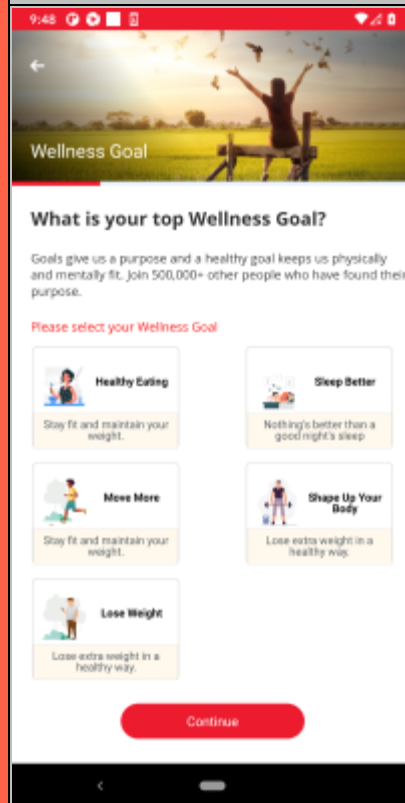 9:48
Wellness Goal
What is your top Wellness Goal?
Goals give us a purpose and a healthy goal keeps us physically
and mentally fit. Join 500,000+ other people who have found their
purpose.
Please select your Wellness Goal
Healthy Eating
Stay fit and maintain your
weight.
Sleep Better
Nothing's better than a
good night's sleep
Move More
Stay fit and maintain your
weight.
Shape Up Your
Body
Lose extra weight in a
healthy way.
Lose Weight
Lose extra weight in a
healthy way.
Continue